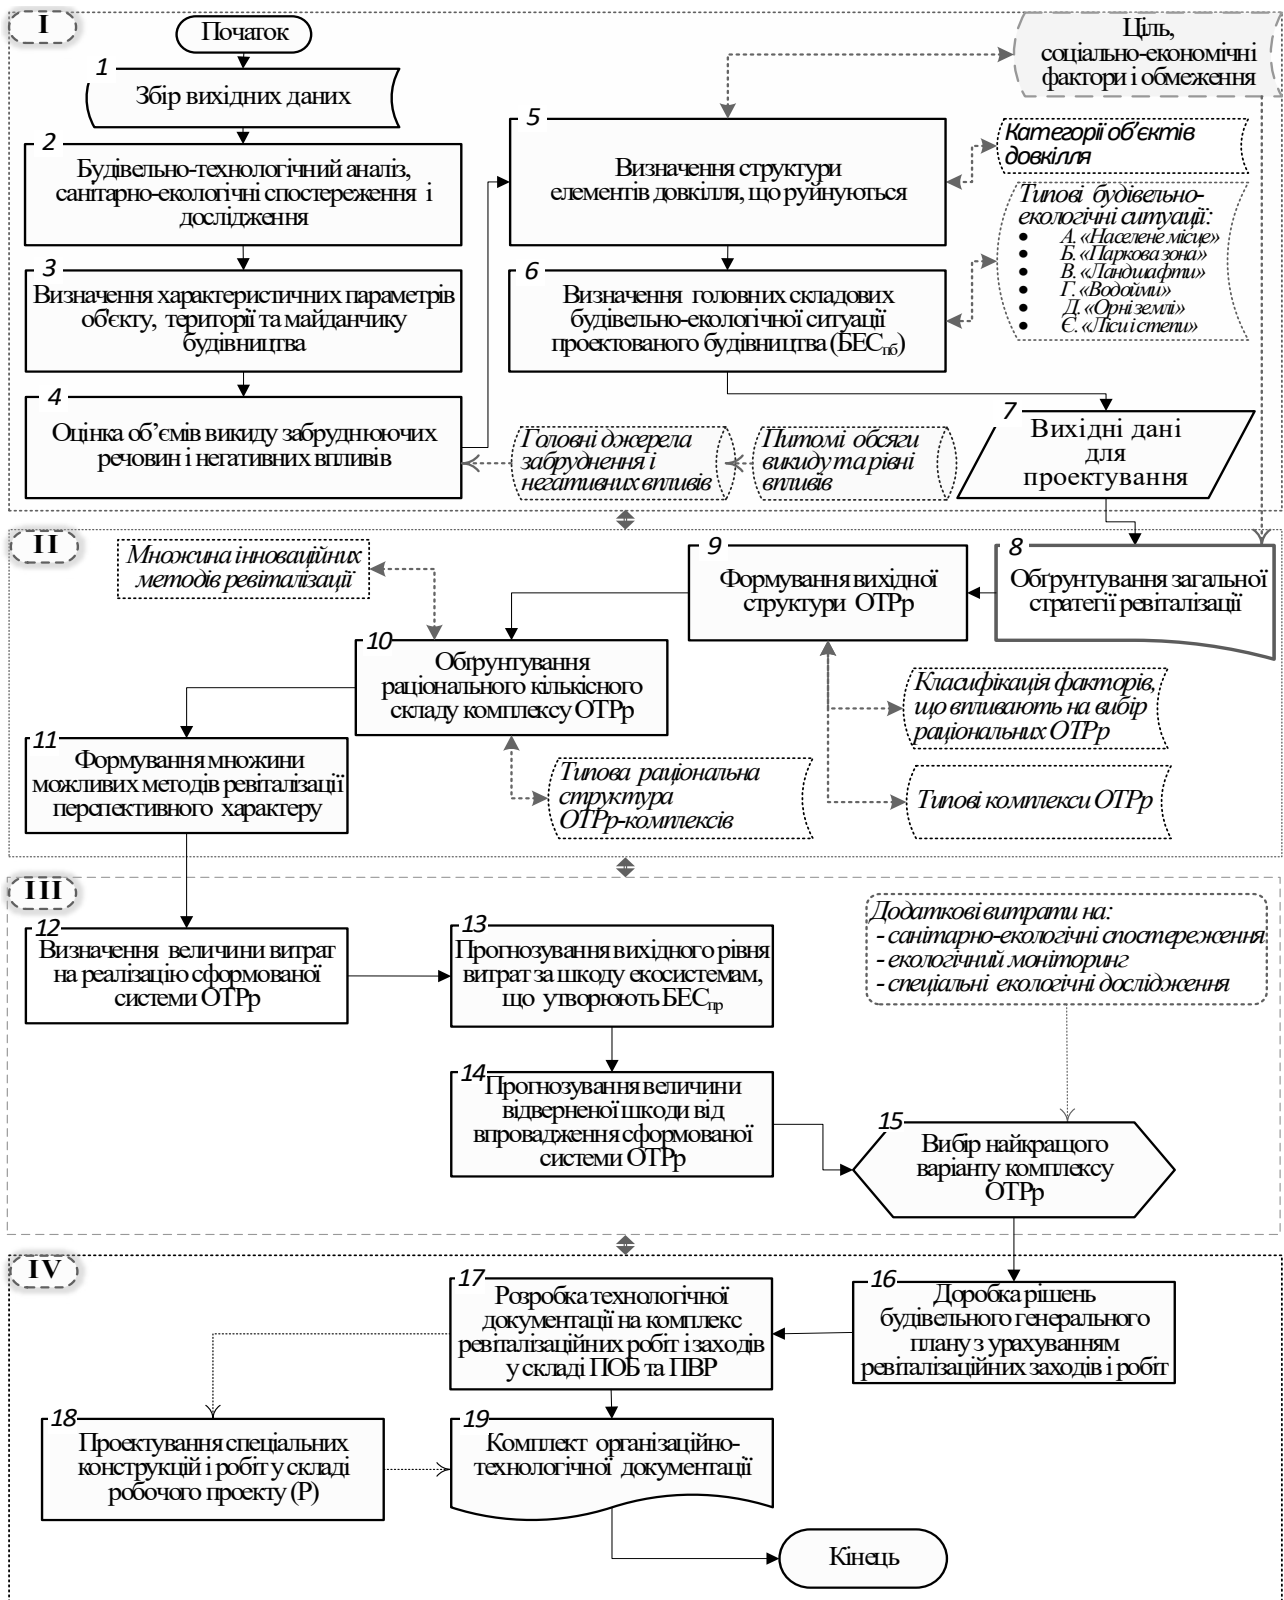 I
Початок
1
Збір вихідних даних
2
Будівельно-технологічний аналіз,
санітарно-екологічні спостереження і
дослідження
3
Визначення характеристичних параметрів
об'єкту, території та майданчику
будівництва
4
Оцінка об’ємів викиду забруднюючих
речовин і негативних впливів
Ціль,
соціально-економічні
фактори і обмеження
5
Визначення структури
елементів довкілля, що руйнуються
Категорії об'єктів
довкілля
6
Визначення головних складових
будівельно-екологічної ситуації
проектованого будівництва (БЕСпб)
Типові будівельно-
екологічні ситуації:
• А. «Населене місце»
• Б. «Паркова зона»
• В. «Ландшафти»
• Г. «Водойми»
• Д. «Орні землі»
• Є. «Ліси і степи»
Головні джерела
забруднення і
негативних впливів
Питомі обсяги
викиду та рівні
впливів
7
Вихідні дані
для
проектування
II
Множина інноваційних
методів ревіталізації
8
Обґрунтування загальної
стратегії ревіталізації
9
Формування вихідної
структури ОТРр
10
Обґрунтування
раціонального кількісного
складу комплексу ОТРр
Класифікація факторів,
що впливають на вибір
раціональних ОТРр
Типові комплекси ОТРр
Типова раціональна
структура
ОТРр-комплексів
11
Формування множини
можливих методів ревіталізації
перспективного характеру
III
12
Визначення величини витрат
на реалізацію сформованої
системи ОТРр
13
Прогнозування вихідного рівня
витрат за шкоду екосистемам,
що утворюють БЕСпр
14
Прогнозування величини
відверненої шкоди від
впровадження сформованої
системи ОТРр
Додаткові витрати на:
- санітарно-екологічні спостереження
- екологічний моніторинг
- спеціальні екологічні дослідження
15
Вибір найкращого
варіанту комплексу
ОТРр
IV
16
Доробка рішень
будівельного генерального
плану з урахуванням
ревіталізаційних заходів і робіт
17
Розробка технологічної
документації на комплекс
ревіталізаційних робіт і заходів
у складі ПОБ та ПВР
18
Проектування спеціальних
конструкцій і робіт у складі
робочого проекту (Р)
19
Комплект організаційно-
технологічної документації
Кінець